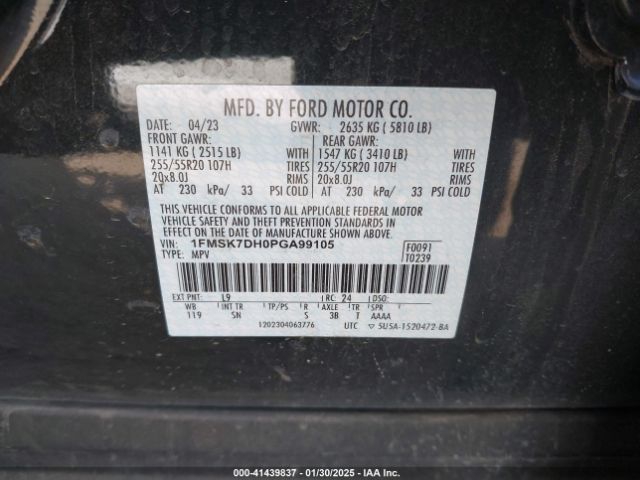 MFD. BY FORD MOTOR CO.
DATE: 04/23 GVWR: 2635 KG ( 5810 LB)
FRONT GAWR: REAR GAWR:
1141 KG ( 2515 LB) WITH 1547 KG ( 3410 LB) WITH
255/55R20 107H TIRES 255/55R20 107H TIRES
20x8.0J RIMS 20x8.0J RIMS
AT 230 kPa/ 33 PSI COLD AT 230 kPa/ 33 PSI COLD
THIS VEHICLE CONFORMS TO ALL APPLICABLE FEDERAL MOTOR
VEHICLE SAFETY AND THEFT PREVENTION STANDARDS IN
EFFECT ON THE DATE OF MANUFACTURE SHOWN ABOVE.
VIN: 1FMSK7DH0PGA99105 F0091
TYPE: MPV T0239
EXT PNT: L9 RC: 24 DSO:
WB INT TR TP/PS R AXLE TR SPR
119 SN S 3B T AAAA
1202304063776 UTC ▽ 5USA-1520472-BA
000-41439837 - 01/30/2025 - IAA Inc.